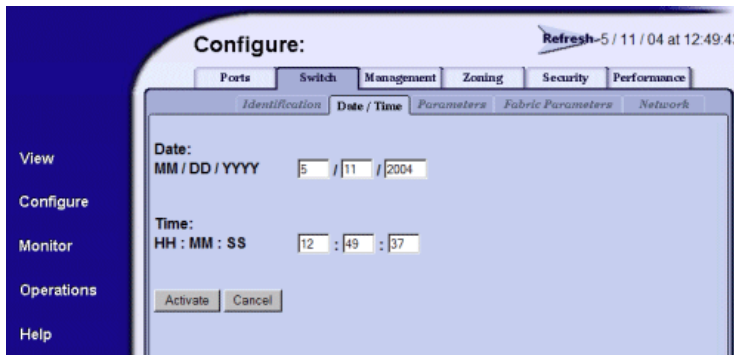 Configure:
Refresh 5 / 11 / 04 at 12:49:4
Ports Switch Management Zoning Security Performance
Identification Date / Time Parameters Fabric Parameters Network
View
Configure
Monitor
Operations
Help
Date:
MM / DD / YYYY 5 / 11 / 2004
Time:
HH : MM : SS 12 : 49 : 37
Activate Cancel